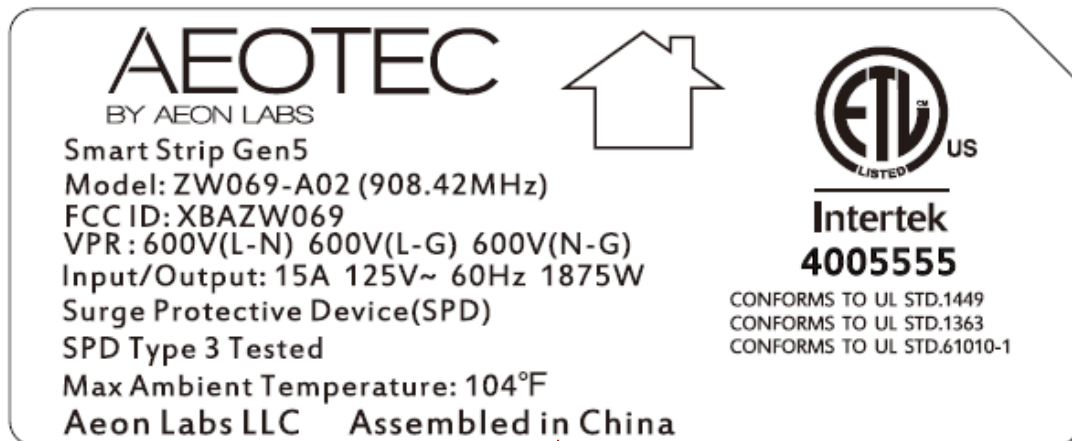 AEOTEC
BY AEON LABS
Smart Strip Gen5
Model: ZW069-A02 (908.42MHz)
FCC ID: XBAZW069
VPR : 600V(L-N) 600V(L-G) 600V(N-G)
Input/Output: 15A 125V~ 60Hz 1875W
Surge Protective Device(SPD)
SPD Type 3 Tested
Max Ambient Temperature: 104°F
Aeon Labs LLC Assembled in China
ETL CM
LISTED
US
Intertek
4005555
CONFORMS TO UL STD.1449
CONFORMS TO UL STD.1363
CONFORMS TO UL STD.61010-1